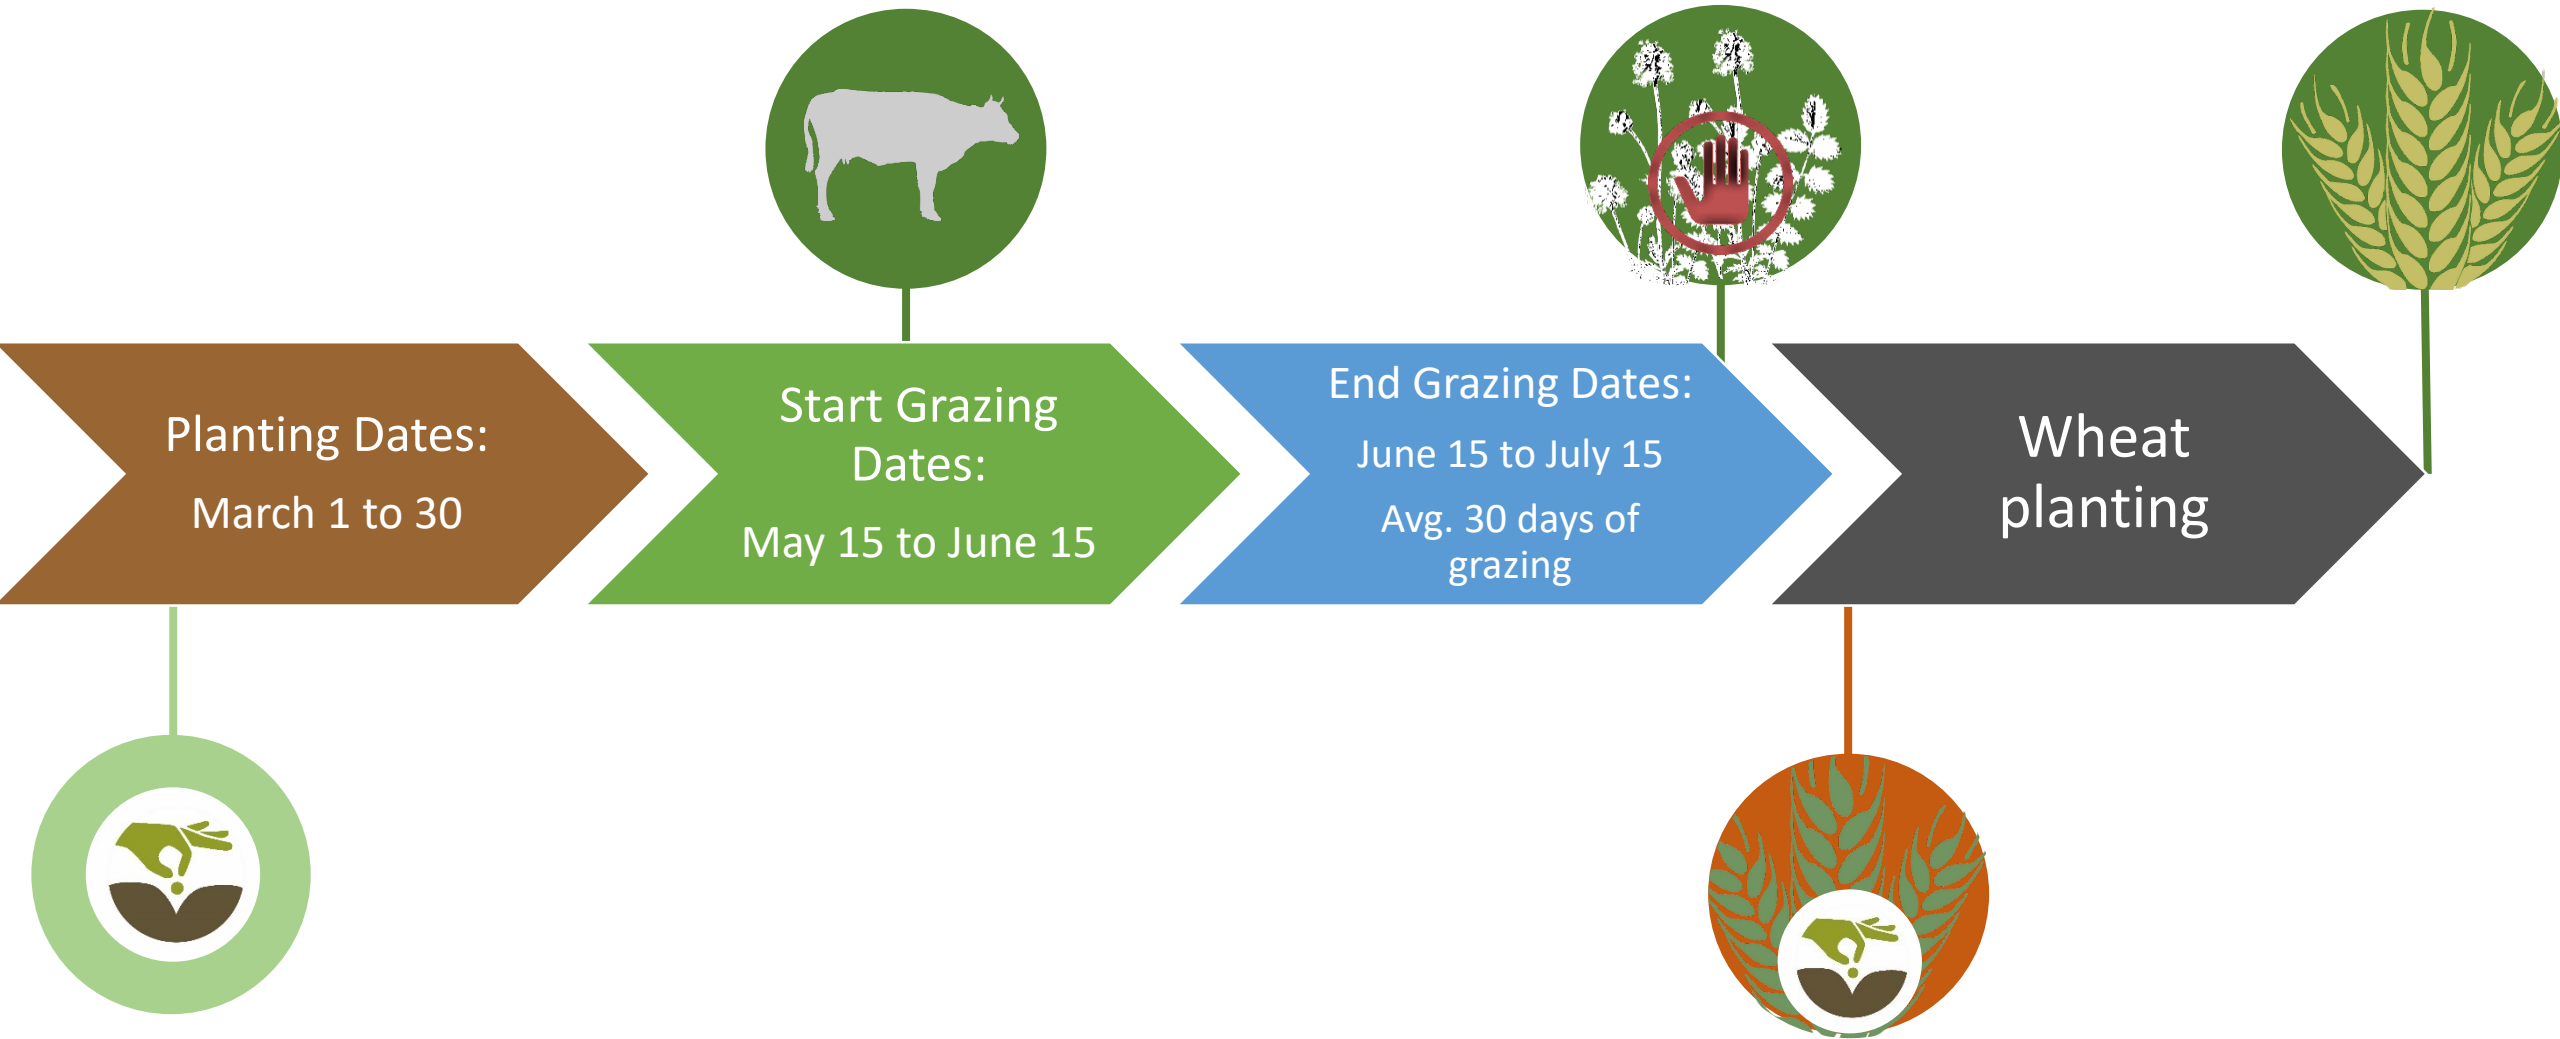 Planting Dates:
March 1 to 30
Start Grazing
Dates:
May 15 to June 15
End Grazing Dates:
June 15 to July 15
Avg. 30 days of
grazing
Wheat
planting